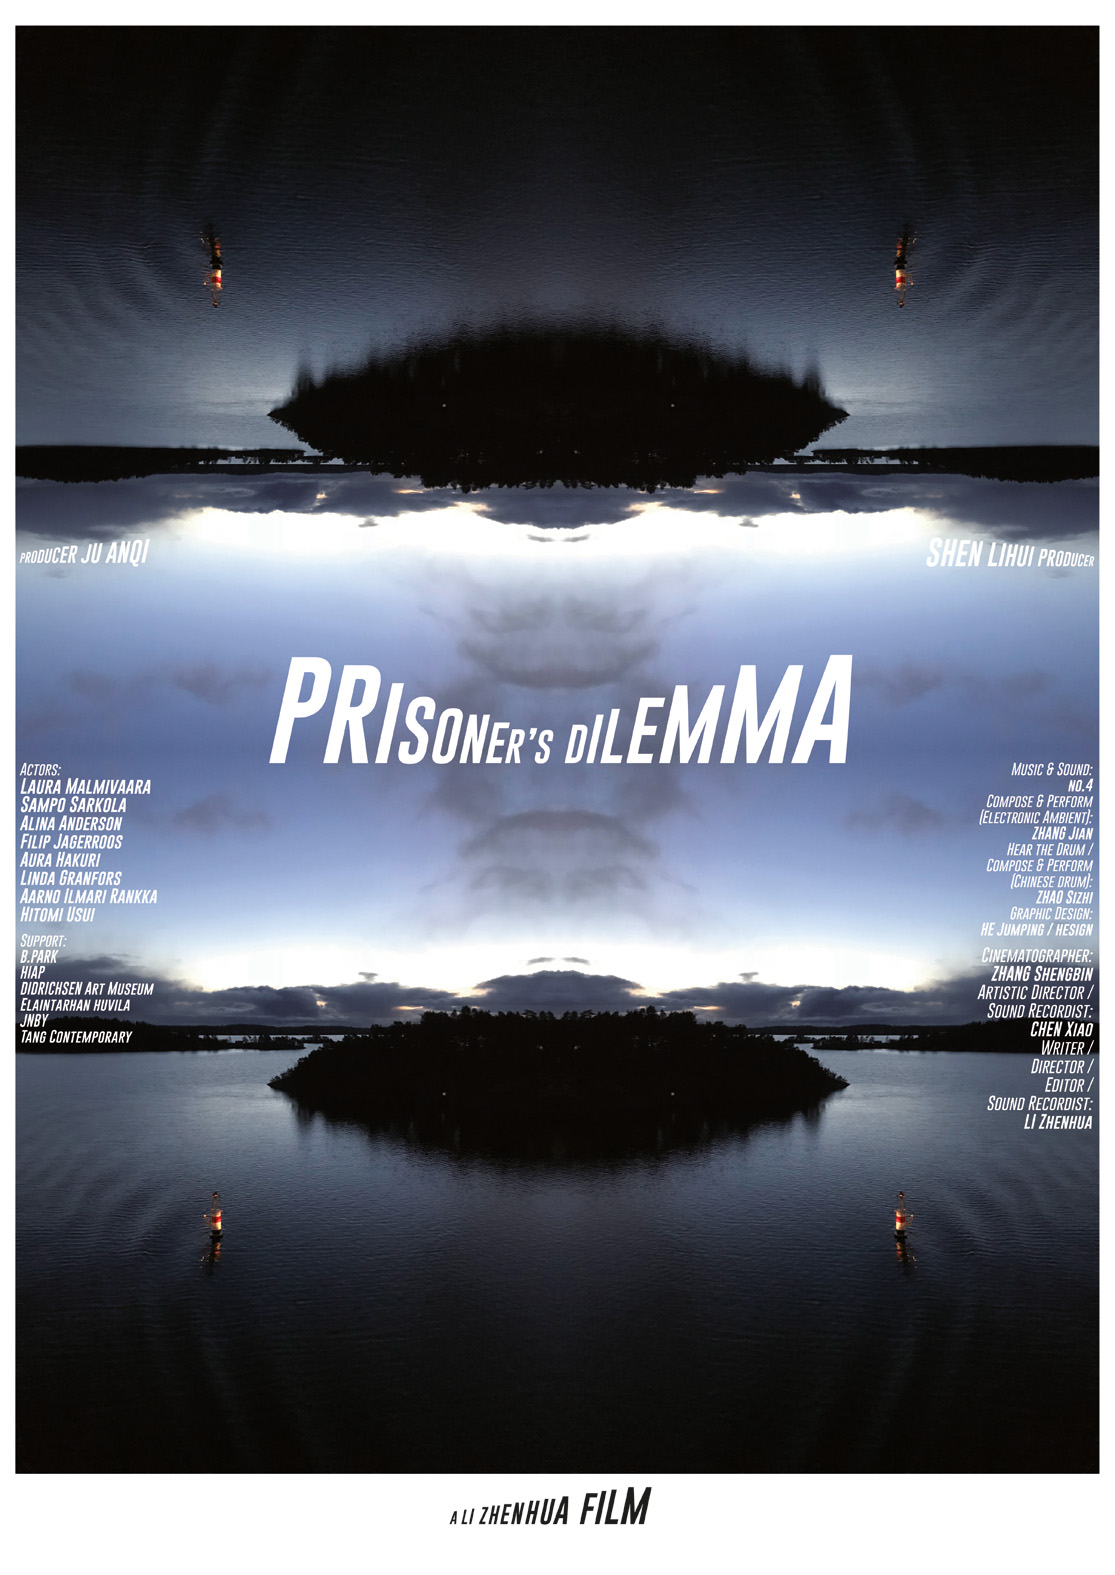 PRODUCER JU ANQI
SHEN LIHUI PRODUCER
PRISONER'S DILEMMA
ACTORS:
LAURA MALMIVAARA
SAMPO SARKOLA
ALINA ANDERSON
FILIP JAGERROOS
AURA HAKURI
LINDA GRANFORS
AARNO ILMARI RANKKA
HITOMI USUI
SUPPORT:
B.PARK
HIAP
DIDRICHSEN ART MUSEUM
ELAINTARHAN HUVILA
JNBY
TANG CONTEMPORARY
MUSIC & SOUND:
NO.4
COMPOSE & PERFORM
(ELECTRONIC AMBIENT):
ZHANG JIAN
HEAR THE DRUM /
COMPOSE & PERFORM
(CHINESE DRUM):
ZHAO SIZHI
GRAPHIC DESIGN:
HE JUMPING / HESIGN
CINEMATOGRAPHER:
ZHANG SHENGBIN
ARTISTIC DIRECTOR /
SOUND RECORDIST:
CHEN XIAO
WRITER /
DIRECTOR /
EDITOR /
SOUND RECORDIST:
LI ZHENHUA
A LI ZHENHUA FILM